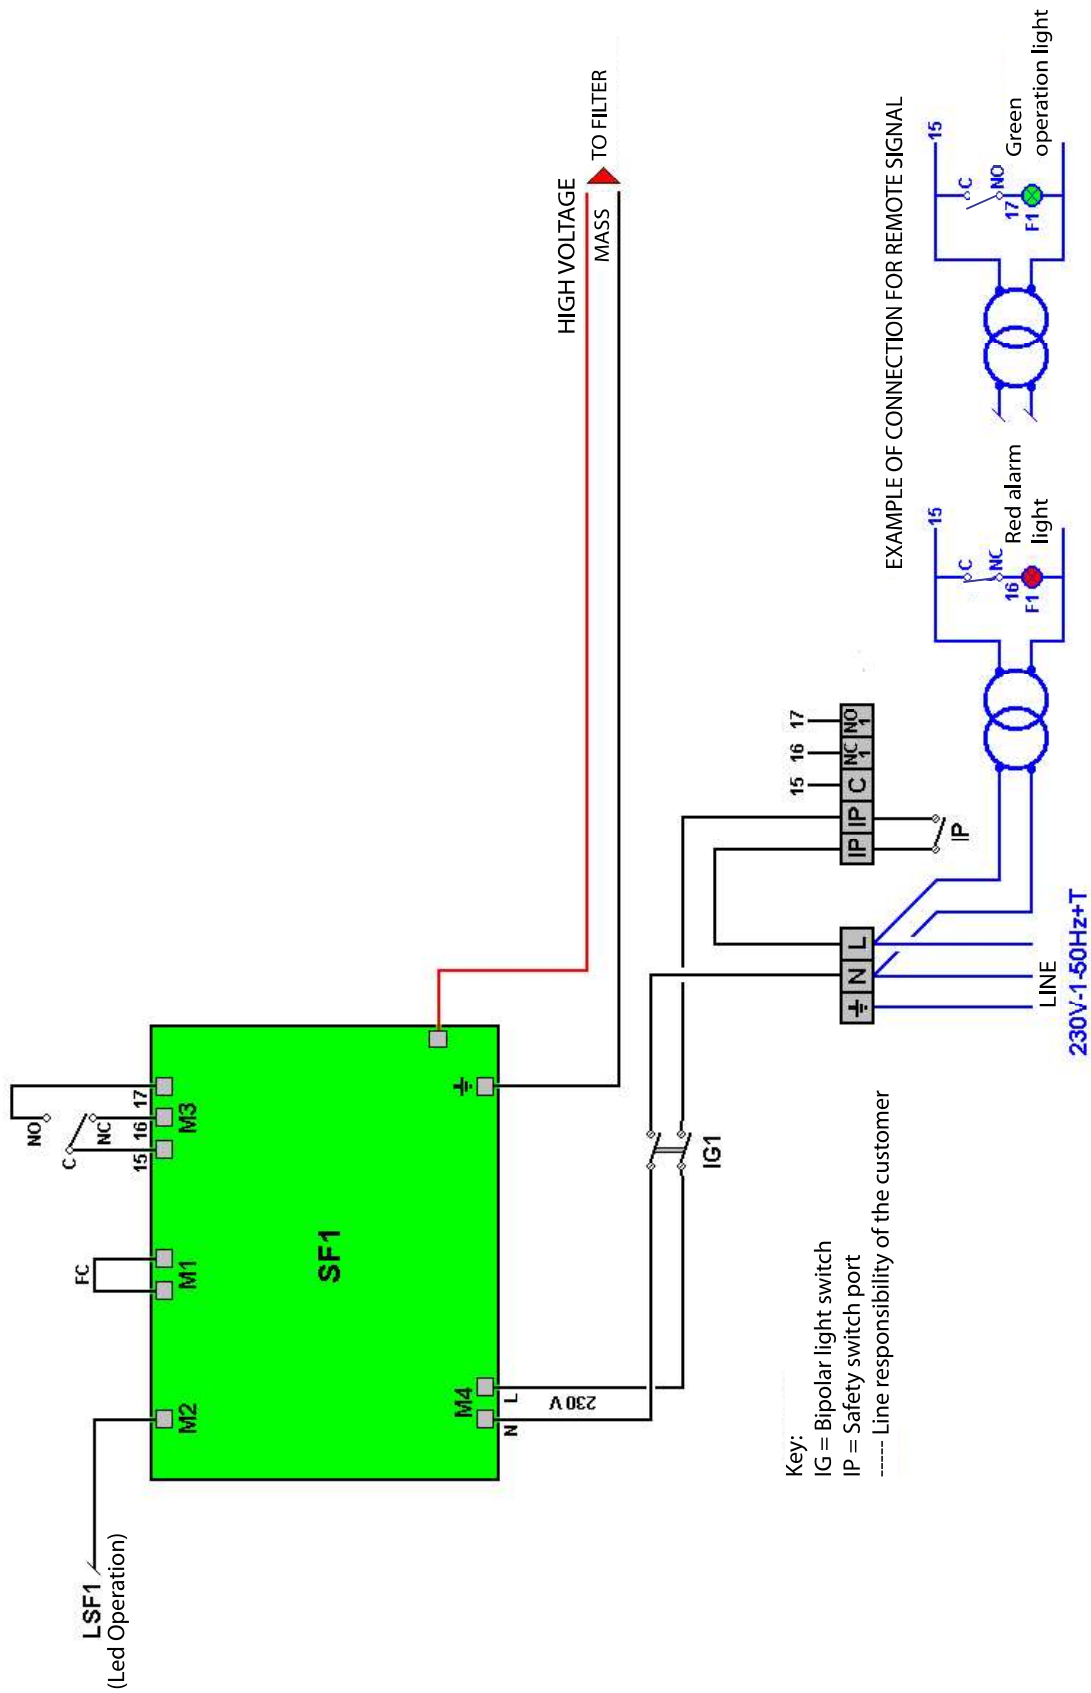 LSF1
(Led Operation)
M2
FC
M1
NO
C
NC
15 16 17
M3
SF1
M4
N
L
230 V
HIGH VOLTAGE
MASS
TO FILTER
IG1
15 16 17
N L
IP IP C NC 1 NO 1
IP
LINE
230V-1-50Hz+T
Key:
IG = Bipolar light switch
IP = Safety switch port
----- Line responsibility of the customer
EXAMPLE OF CONNECTION FOR REMOTE SIGNAL
15
C
NC
16
F1
Red alarm
light
15
C
NO
17
F1
Green
operation light